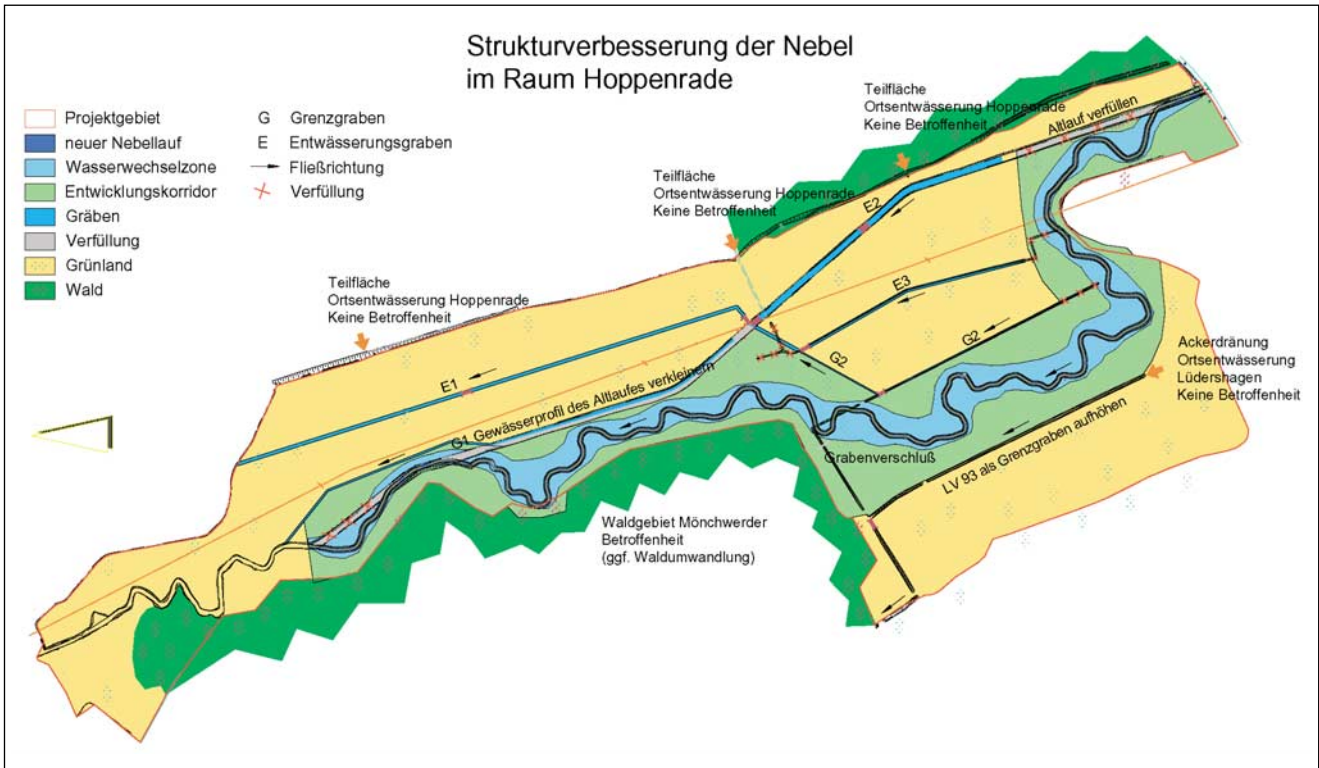 Strukturverbesserung der Nebel
im Raum Hoppenrade
Projektgebiet
neuer Nebellauf
Wasserwechselzone
Entwicklungskorridor
Gräben
Verfüllung
Grünland
Wald
G Grenzgraben
E Entwässerungsgraben
Fließrichtung
Verfüllung
Teilfläche
Ortsentwässerung Hoppenrade
Keine Betroffenheit
Altlauf verfüllen
Teilfläche
Ortsentwässerung Hoppenrade
Keine Betroffenheit
E2
Teilfläche
Ortsentwässerung Hoppenrade
Keine Betroffenheit
E3
G2
G2
E1
G1 Gewässerprofil des Altlaufes verkleinern
Ackerdränung
Ortsentwässerung
Lüdershagen
Keine Betroffenheit
Grabenverschluß
LV 93 als Grenzgraben aufhöhen
Waldgebiet Mönchwerder
Betroffenheit
(ggf. Waldumwandlung)